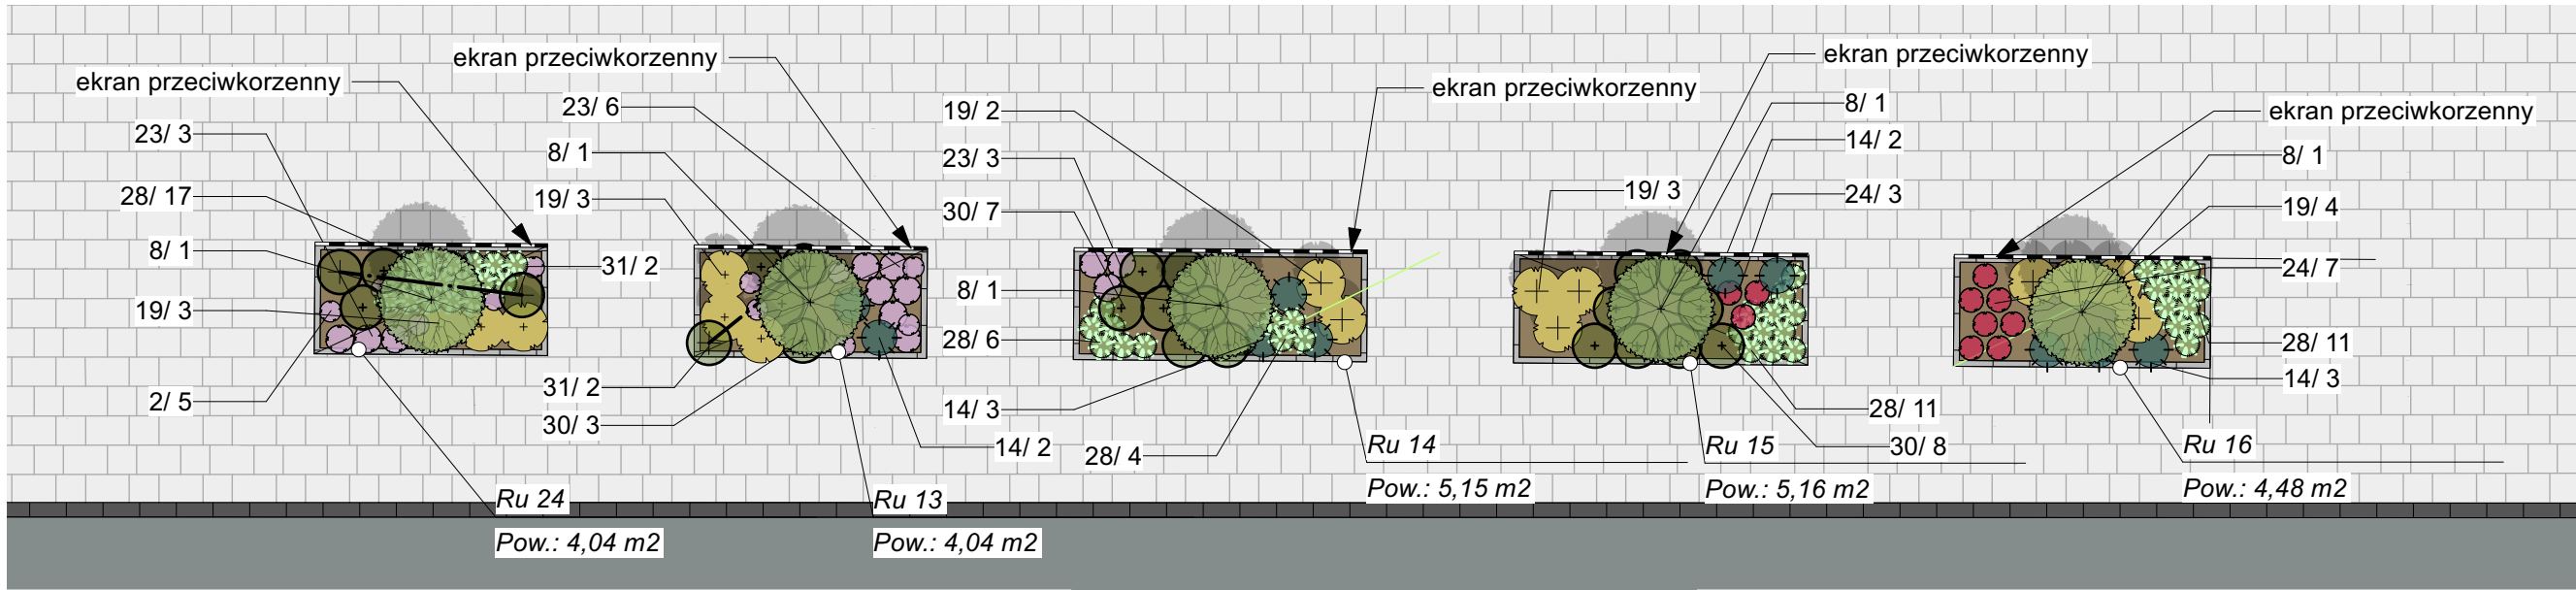 ekran przeciwkorzenny
23/ 3
28/ 17
8/ 1
19/ 3
2/ 5
31/ 2
Ru 24
Pow.: 4,04 m2
ekran przeciwkorzenny
23/ 6
8/ 1
19/ 3
31/ 2
30/ 3
14/ 2
Ru 13
Pow.: 4,04 m2
ekran przeciwkorzenny
19/ 2
23/ 3
30/ 7
8/ 1
28/ 6
14/ 3
28/ 4
Ru 14
Pow.: 5,15 m2
ekran przeciwkorzenny
8/ 1
14/ 2
19/ 3
24/ 3
28/ 11
30/ 8
Ru 15
Pow.: 5,16 m2
ekran przeciwkorzenny
8/ 1
19/ 4
24/ 7
28/ 11
14/ 3
Ru 16
Pow.: 4,48 m2